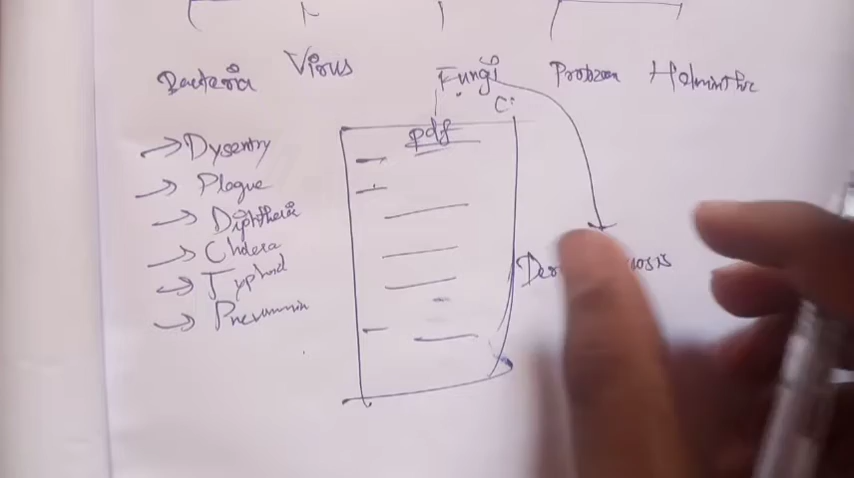 Bacteria Virus Fungi Protozoa Helminthic
C:
pdf
Dysentry
Plague
Diphtheria
Cholera
Typhoid
Pneumonia